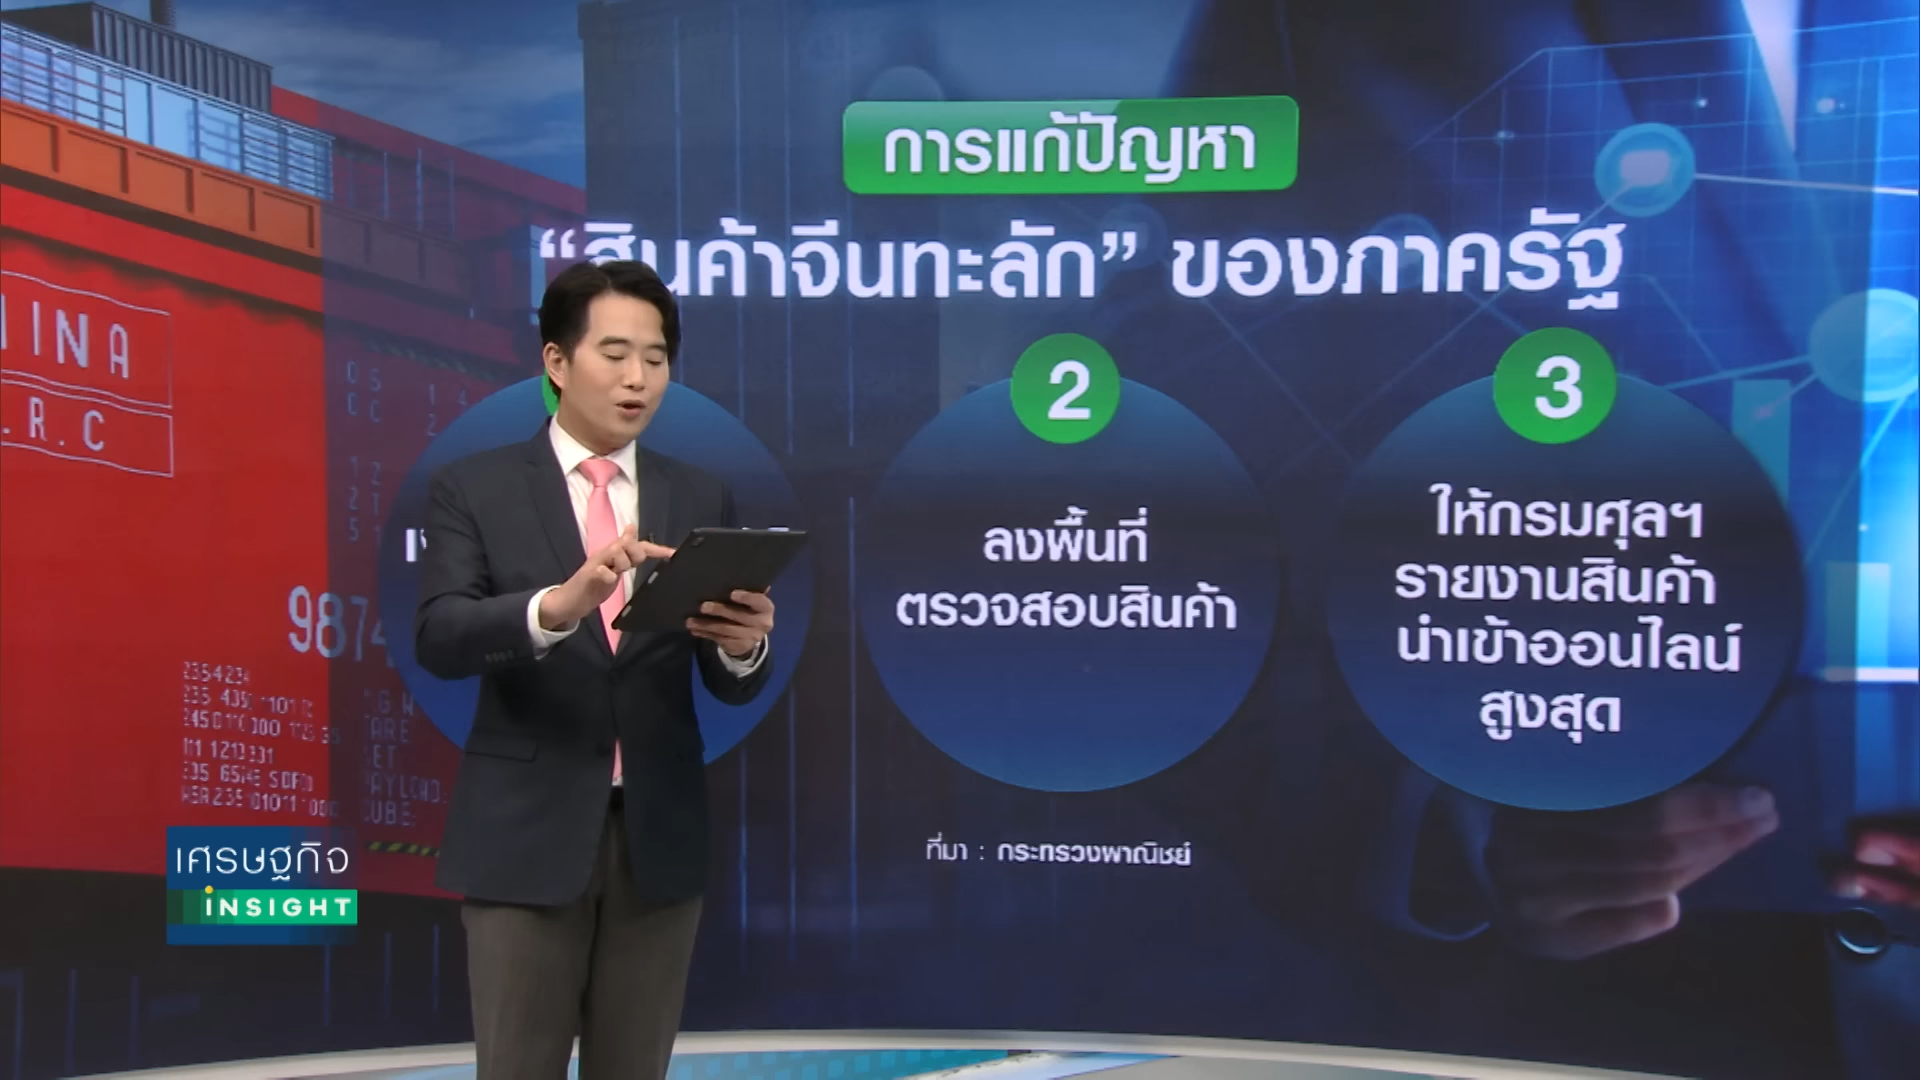 การแก้ปัญหา
“สินค้าจีนทะลัก” ของภาครัฐ
2
ลงพื้นที่
ตรวจสอบสินค้า
3
ให้กรมศุลฯ
รายงานสินค้า
นำเข้าออนไลน์
สูงสุด
ที่มา : กระทรวงพาณิชย์
INA
.R.C
9874
เศรษฐกิจ
iNSIGHT